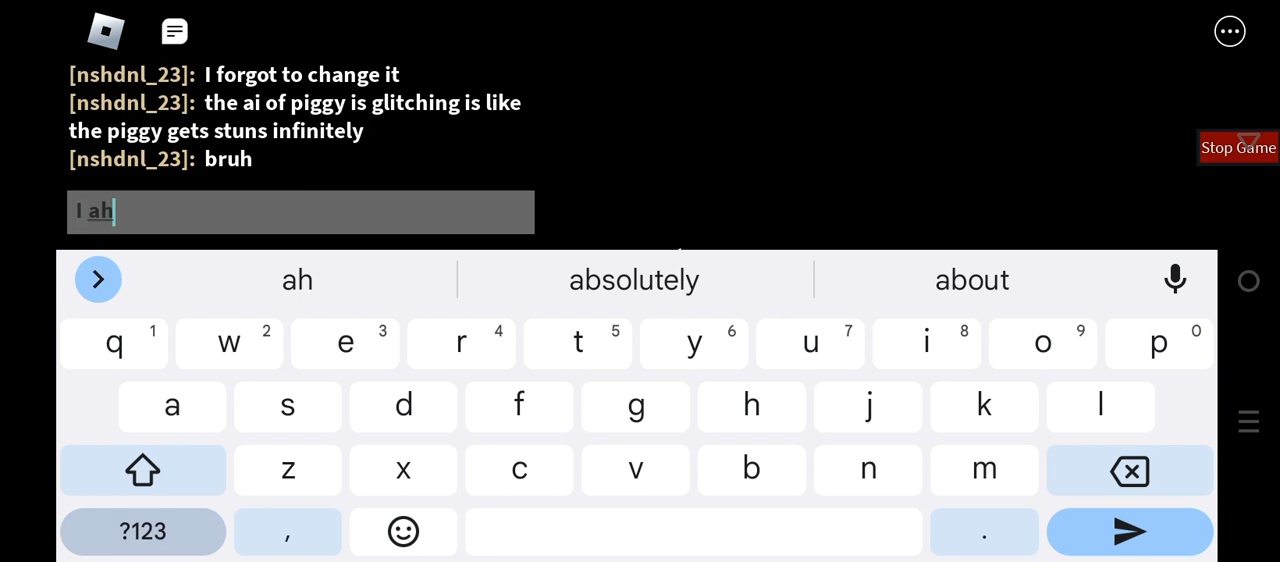 [nshdnl_23]: I forgot to change it
[nshdnl_23]: the ai of piggy is glitching is like
the piggy gets stuns infinitely
Stop Game
[nshdnl_23]: bruh
I ah
ah absolutely about
q 1 w 2 e 3 r 4 t 5 y 6 u 7 i 8 o 9 p 0
a s d f g h j k l
z x c v b n m
?123 , .